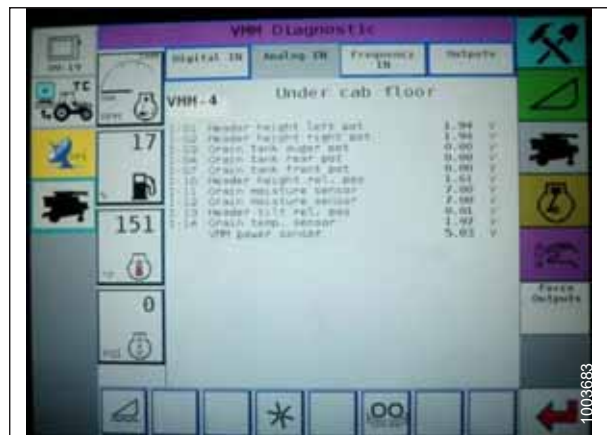 VMM Diagnostic
Digital IN
Analog IN
Frequency IN
Outputs
TC
VMM-4 Under cab floor
Header height left pot 1.94 V
Header height right pot 1.94 V
Grain tank auger pot 0.00 V
Grain tank rear pot 0.00 V
Grain tank front pot 0.00 V
Header height rel. pos 1.61 V
Grain moisture sensor 7.00 V
Grain moisture sensor 7.00 V
Header tilt rel. pos 0.01 V
Grain temp. sensor V
VMM power sensor 5.03 V
17
151
0
Force Outputs
1003683